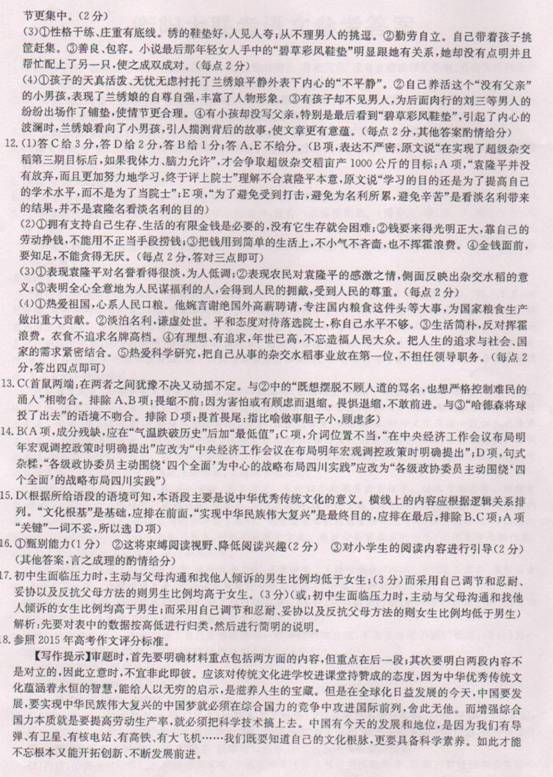 节更集中。(2分)
(3)①性格干练、庄重有底线。绣的鞋垫好,人见人夸;从不理男人的挑逗。②勤劳自立。自己带着孩子挑
筐赶集。③善良、包容。小说最后那年轻女人手中的“碧草彩凤鞋垫”明显跟她有关系,她却没有点明并且
帮忙配上了另一只,使之成双成对。(每点2分)
(4)①孩子的天真活泼、无忧无虑衬托了兰绣娘平静外表下内心的“不平静”。②自己养活这个“没有父亲”
的小男孩,表现了兰绣娘的自尊自强,丰富了人物形象。③有孩子却不见男人,为后面肉行的刘三等男人的
纷纷出场作了铺垫,使情节更合理。④有小孩却没写父亲,特别是最后看到“碧草彩凤鞋垫”,引起了内心的
波澜时,兰绣娘看向了小男孩,引人揣测背后的故事,使文章更有意蕴。(每点2分,其他答案酌情给分)
12.(1)答C给3分,答D给2分,答B给1分;答A、E不给分。(B项,表达不严密,原文说“在实现了超级杂交
稻第三期目标后,如果我体力、脑力允许”,才会争取超级杂交稻亩产1000公斤的目标;A项,“袁隆平并没
有放弃,而且更加努力地学习,终于评上院士”理解不合袁隆平本意,原文说“学习的目的还是为了提高自己
的学术水平,而不是为了当院士”;E项,“为了避免受到打击,避免为名利所累,避免辛苦”是看淡名利带来
的结果,并不是袁隆名看淡名利的目的)
(2)①拥有支持自己生存、生活的有限金钱是必要的,没有它生存就会困难;②钱要来得光明正大,靠自己的
劳动挣钱,不能用不正当手段捞钱;③把钱用到简单的生活上,不小气不吝啬,也不挥霍浪费。④金钱面前,
要知足,不能贪得无厌。(每点2分,答对三点即可)
(3)①表现袁隆平对名誉看得很淡,为人低调;②表现农民对袁隆平的感激之情,侧面反映出杂交水稻的意
义;③表明全心全意地为人民谋福利的人,会得到人民的拥戴,受到人民的尊重。(每点2分)
(4)①热爱祖国,心系人民口粮。他婉言谢绝国外高薪聘请,专注国内粮食这件头等大事,为国家粮食生产
做出重大贡献。②淡泊名利,谦虚处世。平和态度对待落选院士,称自己水平不够。③生活简朴,反对挥霍
浪费。衣食不追求名牌高档。④有理想、有追求,年世已高,不忘造福人民大众。把人生的追求与社会、国
家的需求紧密结合。⑤热爱科学研究,把自己从事的杂交水稻事业放在第一位,不担任领导职务。(每点2
分,答出四点即可)
13.C(首鼠两端:在两者之间犹豫不决又动摇不定。与②中的“既想摆脱不顾人道的骂名,也想严格控制难民的
涌入”相吻合。排除A、B项;畏缩不前:因为害怕或有顾虑而退缩。畏惧退缩,不敢前进。与③“哈德森将球
投了出去”的语境不吻合。排除D项;畏首畏尾:指比喻做事胆子小,顾虑多)
14.B(A项,成分残缺,应在“气温跌破历史”后加“最低值”;C项,介词位置不当,“在中央经济工作会议布局明
年宏观调控政策时明确提出”应改为“中央经济工作会议在布局明年宏观调控政策时明确提出”;D项,句式
杂糅,“各级政协委员主动围绕‘四个全面’为中心的战略布局四川实践”应改为“各级政协委员主动围绕‘四
个全面’的战略布局四川实践”)
15.D(根据所给语段的语境可知,本语段主要是说中华优秀传统文化的意义。横线上的内容应根据逻辑关系排
列。“文化根基”是基础,应排在前面,“实现中华民族伟大复兴”是最终目的,应排在最后,排除B、C项;A项
“关键”一词不妥,所以选D项)
16.①甄别能力(1分) ②这将束缚阅读视野、降低阅读兴趣(2分) ③对小学生的阅读内容进行引导(2分)
(其他答案,言之成理的酌情给分)
17.初中生面临压力时,主动与父母沟通和找他人倾诉的男生比例均低于女生;(3分)而采用自己调节和忍耐、
妥协以及反抗父母方法的则男生比例均高于女生。(3分)(或:初中生面临压力时,主动与父母沟通和找他
人倾诉的女生比例均高于男生;而采用自己调节和忍耐、妥协以及反抗父母方法的则女生比例均低于男生)
解析:先要对表中的数据按高低进行归类,然后进行简明的说明。
18.参照2015年高考作文评分标准。
【写作提示】审题时,首先要明确材料重点包括两方面的内容,但重点在后一段;其次要明白两段内容不
是对立的,因此立意时,不宜非此即彼。应该对传统文化进学校进课堂持赞成的态度,因为中华优秀传统文
化蕴涵着永恒的智慧,能给人以无穷的启示,是滋养人生的宝藏。但是在全球化日益发展的今天,中国要发
展,要实现中华民族伟大复兴的中国梦就必须在综合国力的竞争中攻进国际前列,舍此无他。而增强综合
国力本质就是要提高劳动生产率,就必须把科学技术搞上去。中国有今天的发展和地位,是因为我们有导
弹、有卫星、有核电站、有高铁、有大飞机……我们既要知道自己的文化根脉,更要具备科学素养。如此才能
不忘根本又能开拓创新、不断发展前进。